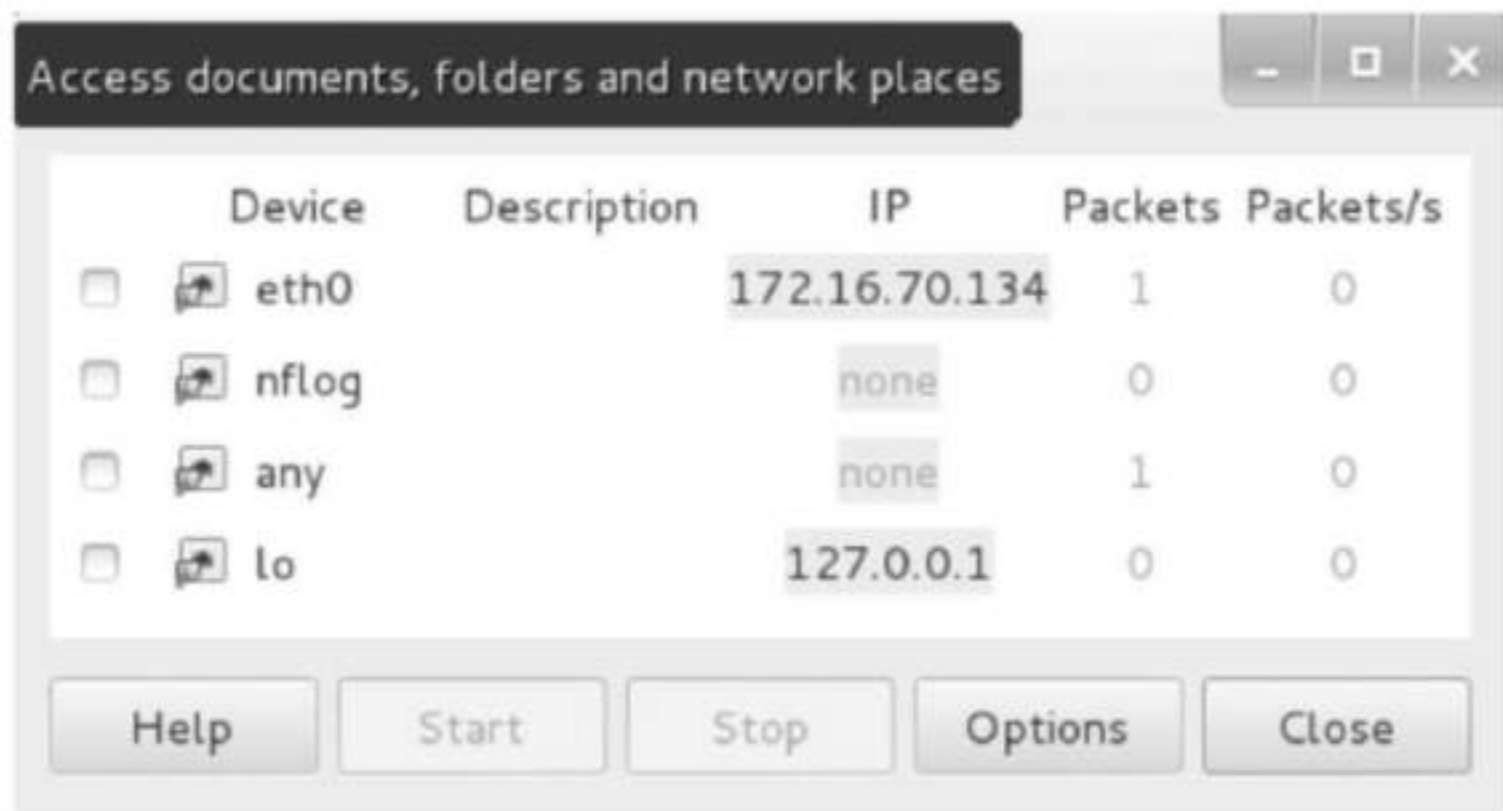 Access documents, folders and network places
Device Description IP Packets Packets/s
eth0 172.16.70.134 1 0
nflog none 0 0
any none 1 0
lo 127.0.0.1 0 0
Help Start Stop Options Close